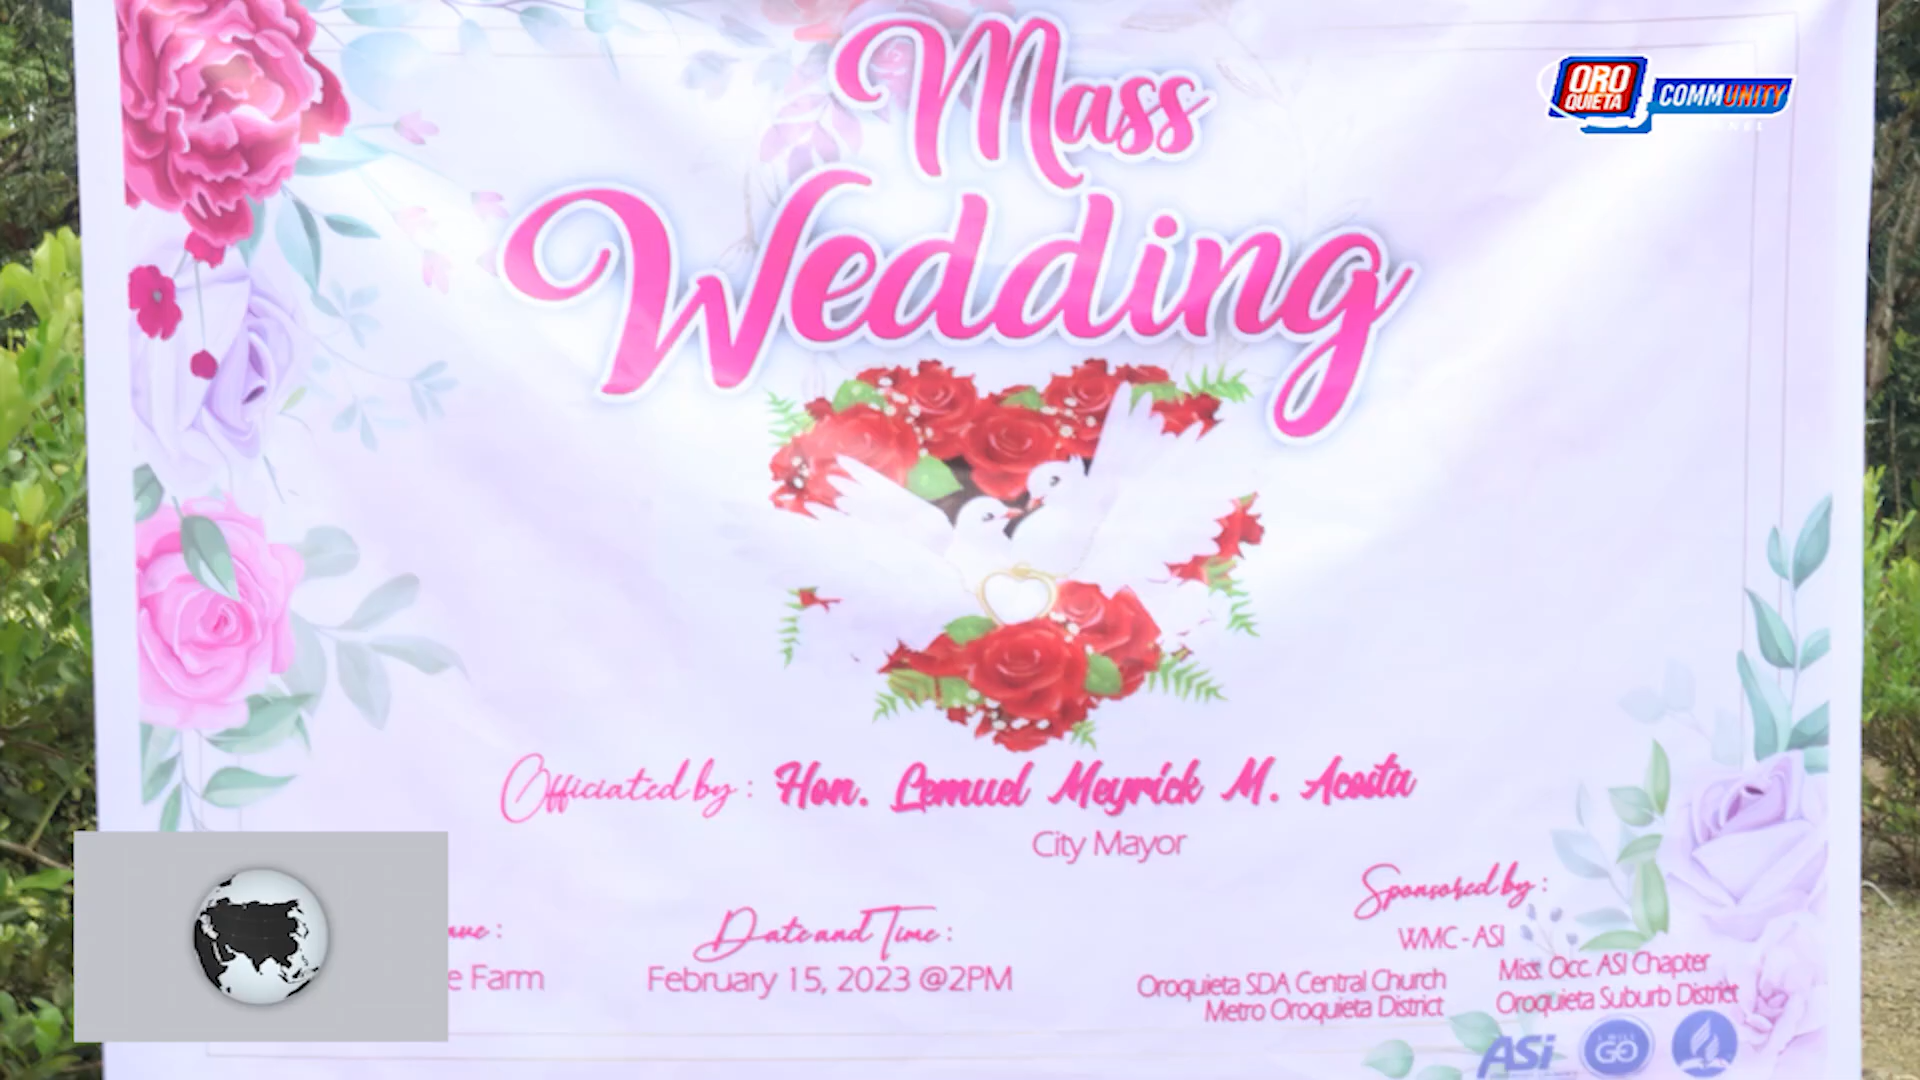 Mass
Wedding
ORO
QUIETA
COMMUNITY
Officiated by: Hon. Lemuel Meyrick M. Acosta
City Mayor
Date and Time:
February 15, 2023 @2PM
Farm
Sponsored by:
WMC - ASI
Oroquieta SDA Central Church
Metro Oroquieta District
Miss. Occ. ASI Chapter
Oroquieta Suburb District
ASi
GO